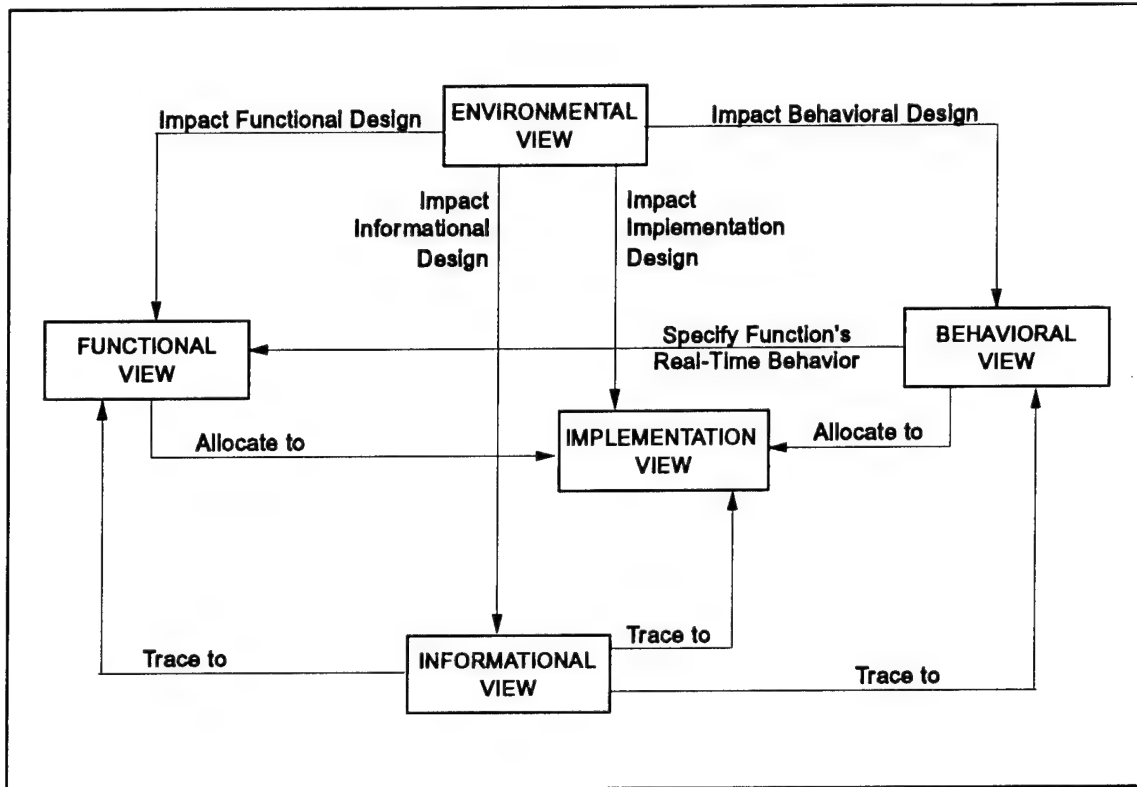 ENVIRONMENTAL
VIEW
Impact Functional Design
Impact Behavioral Design
Impact
Informational
Design
Impact
Implementation
Design
FUNCTIONAL
VIEW
Specify Function's
Real-Time Behavior
BEHAVIORAL
VIEW
Allocate to
IMPLEMENTATION
VIEW
Allocate to
Trace to
INFORMATIONAL
VIEW
Trace to
Trace to